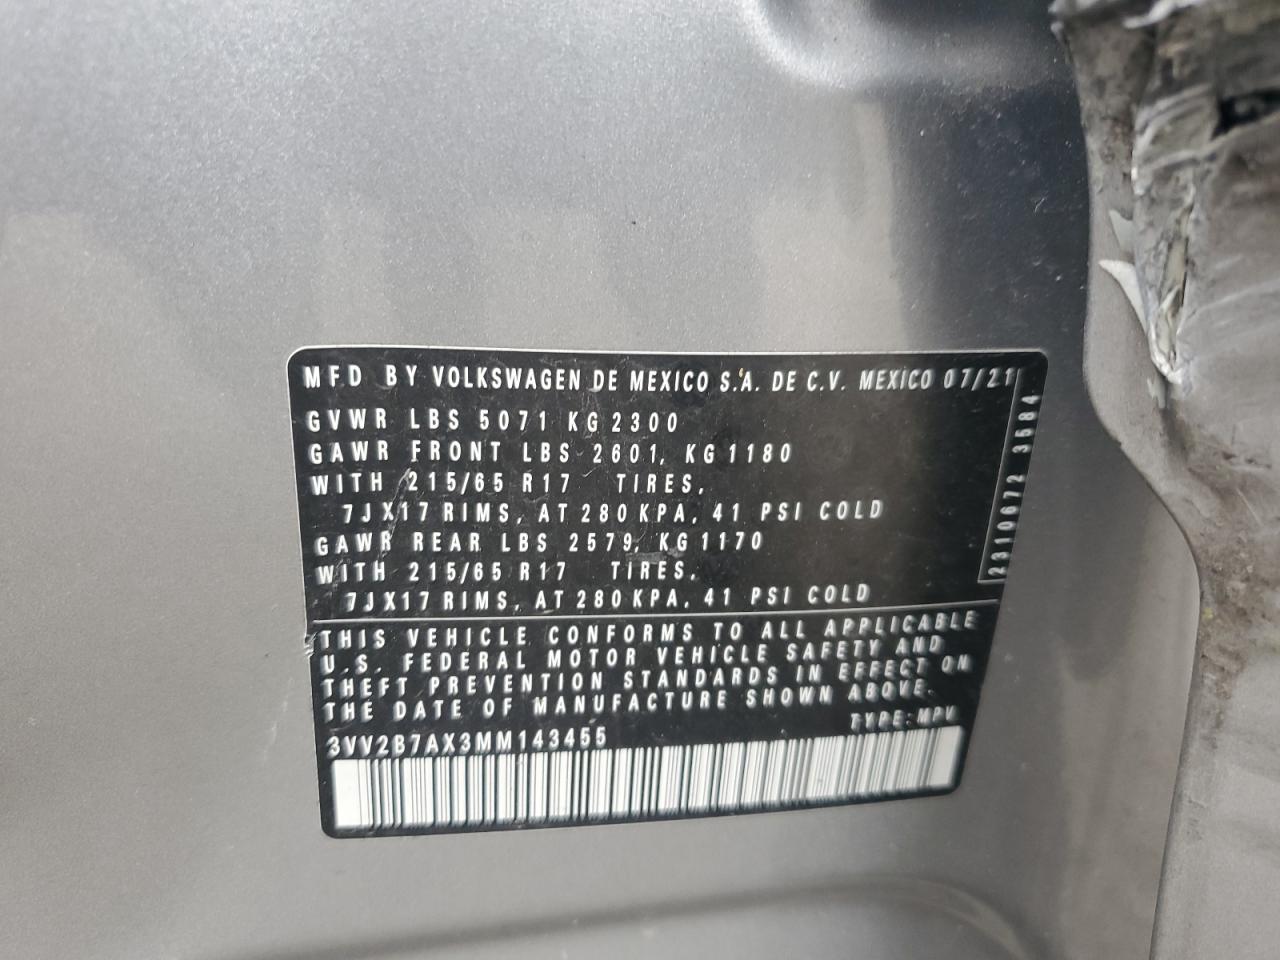 MFD BY VOLKSWAGEN DE MEXICO S.A. DE C.V. MEXICO 07/21
GVWR LBS 5071 KG 2300
GAWR FRONT LBS 2601, KG 1180
WITH 215/65 R17 TIRES,
7JX17 RIMS, AT 280 KPA, 41 PSI COLD
GAWR REAR LBS 2579, KG 1170
WITH 215/65 R17 TIRES,
7JX17 RIMS, AT 280 KPA, 41 PSI COLD
2310672 3584
THIS VEHICLE CONFORMS TO ALL APPLICABLE
U.S. FEDERAL MOTOR VEHICLE SAFETY AND
THEFT PREVENTION STANDARDS IN EFFECT ON
THE DATE OF MANUFACTURE SHOWN ABOVE.
TYPE: MPV
3VV2B7AX3MM143455